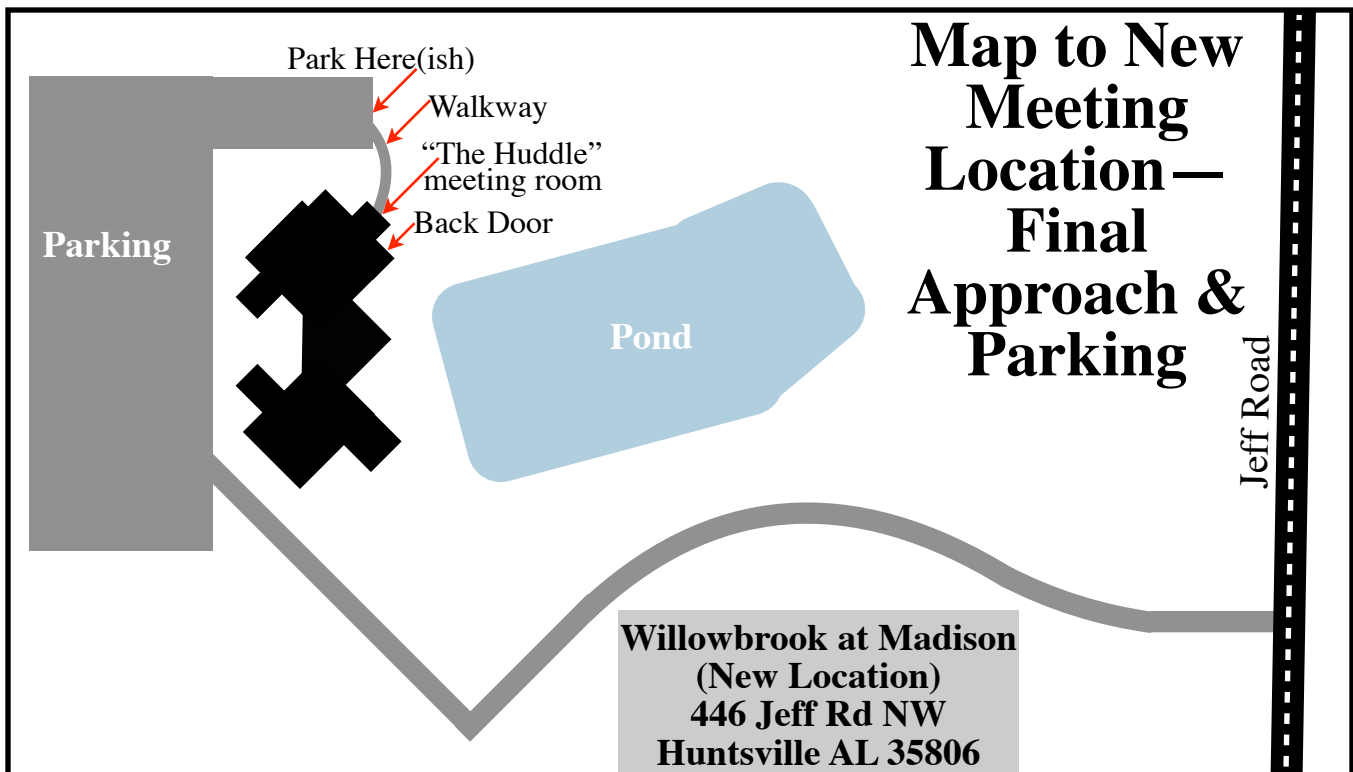 Map to New
Meeting
Location—
Final
Approach &
Parking
Park Here(ish)
Walkway
“The Huddle”
meeting room
Back Door
Parking
Pond
Jeff Road
Willowbrook at Madison
(New Location)
446 Jeff Rd NW
Huntsville AL 35806